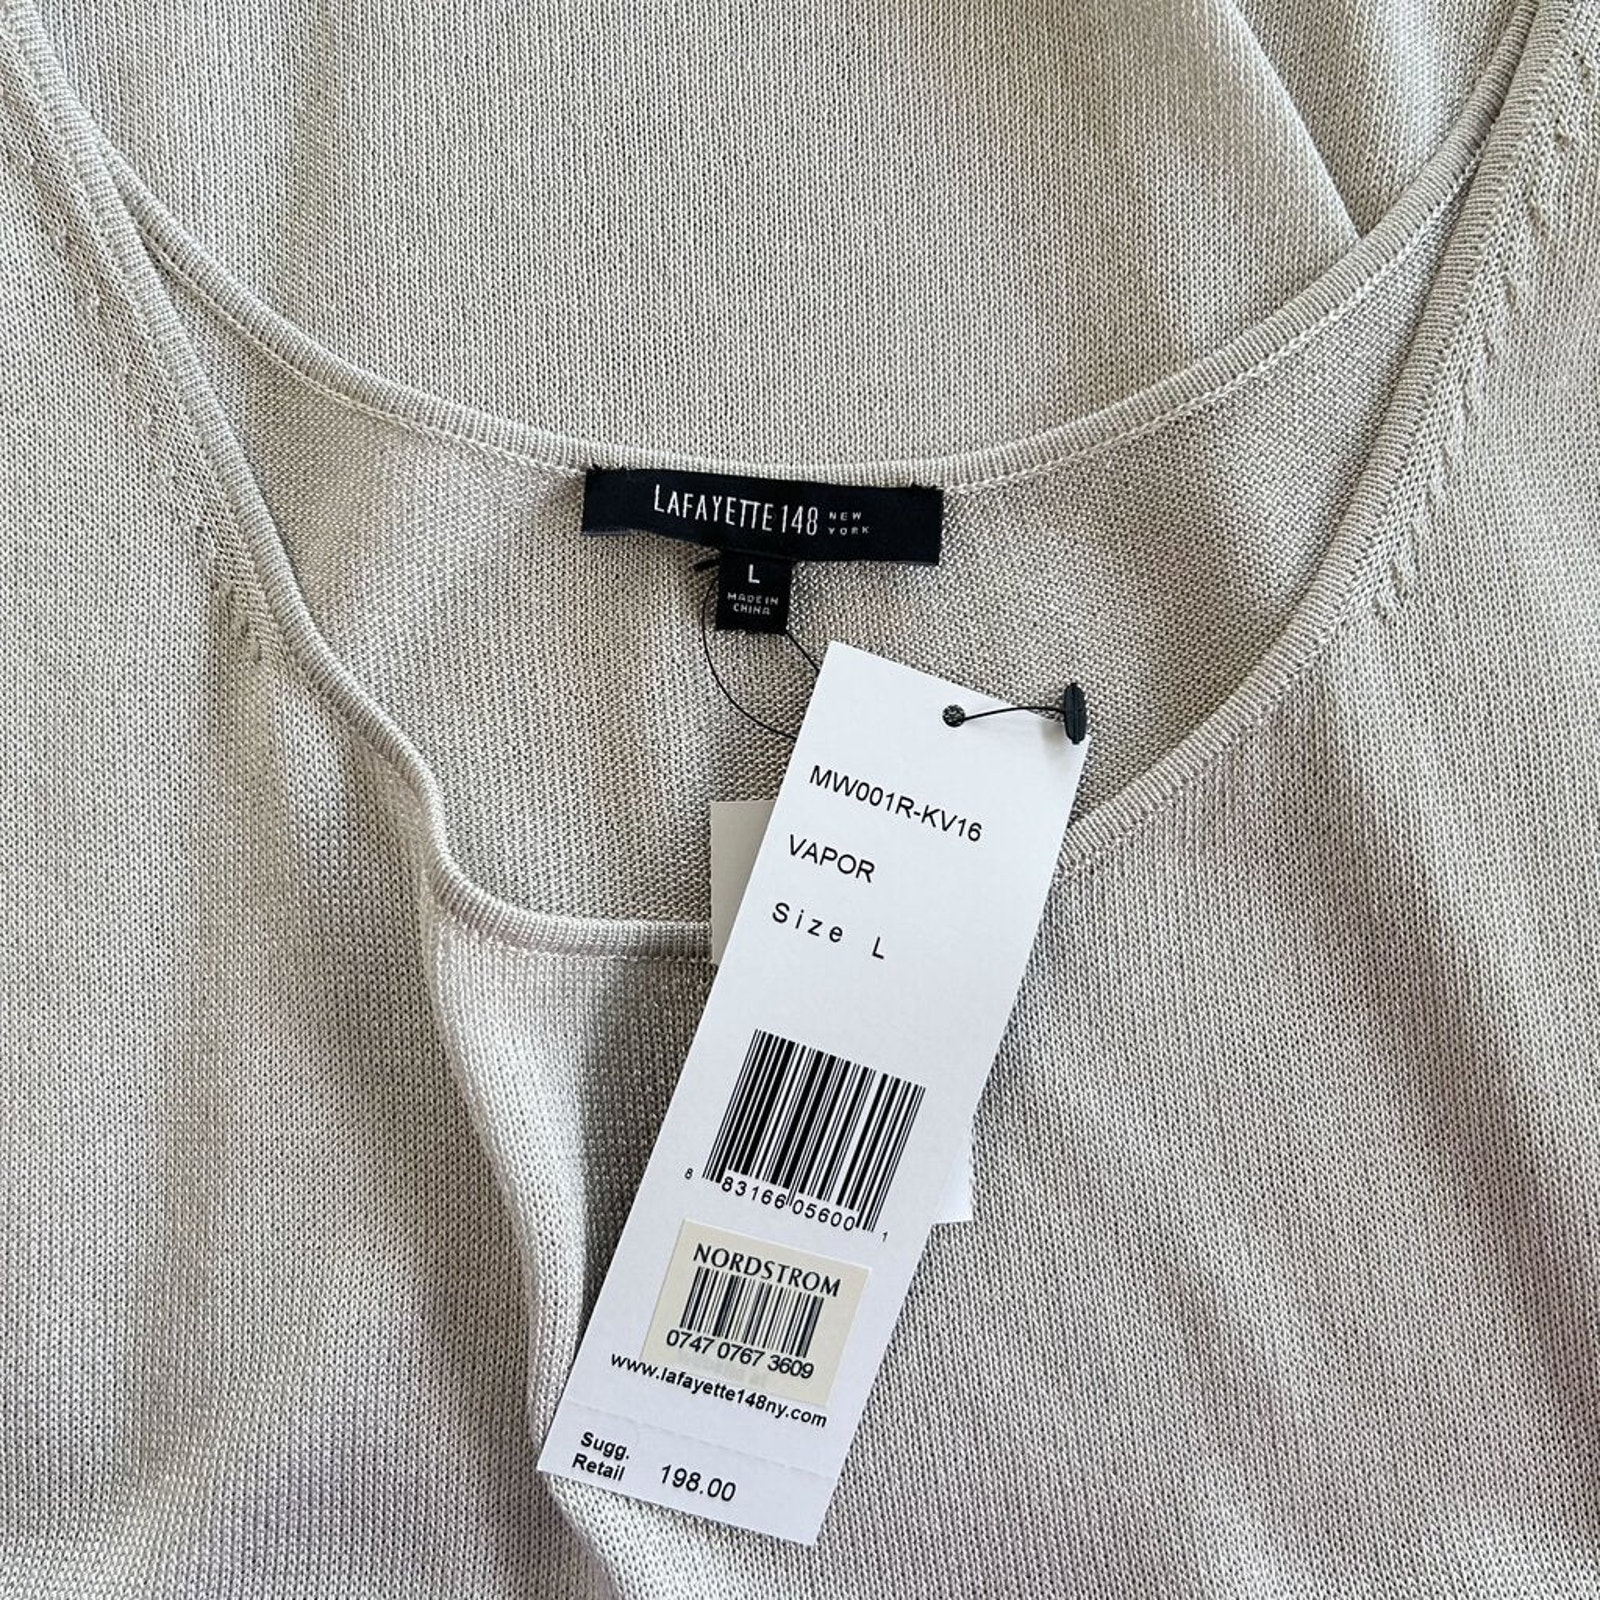 LAFAYETTE 148 NEW YORK
L
MADE IN
CHINA
MW001R-KV16
VAPOR
Size L
8 83166 05600 1
NORDSTROM
0747 0767 3609
www.lafayette148ny.com
Sugg.
Retail 198.00